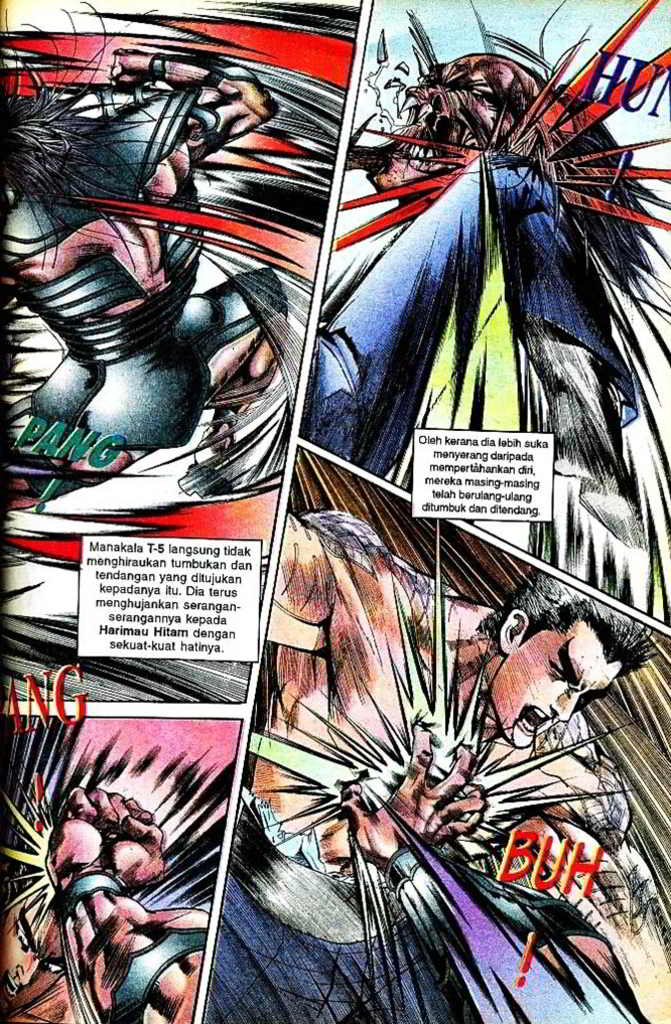 PANG
!
Manakala T-5 langsung tidak
menghiraukan tumbukan dan
tendangan yang ditujukan
kepadanya itu. Dia terus
menghujankan serangan-
serangannya kepada
Harimau Hitam dengan
sekuat-kuat hatinya.
HUN
!
Oleh kerana dia lebih suka
menyerang daripada
mempertahankan diri,
mereka masing-masing
telah berulang-ulang
ditumbuk dan ditendang.
ANG
!
BUH
!